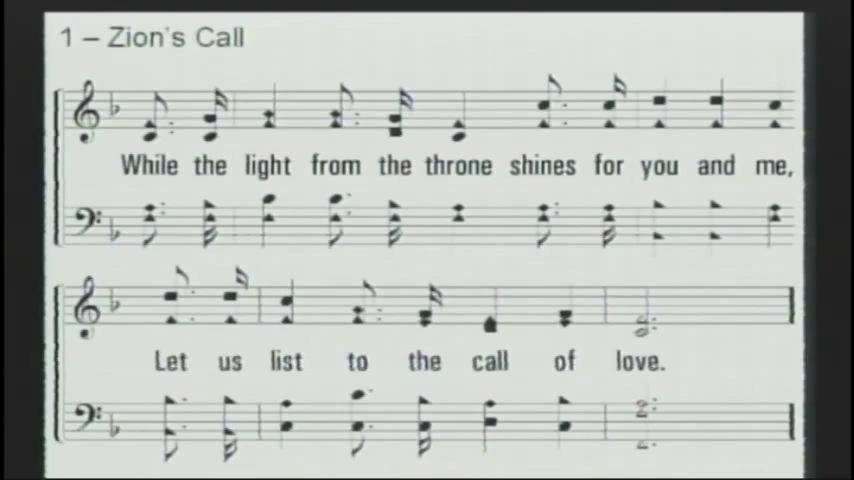 1 – Zion's Call
While the light from the throne shines for you and me,
Let us list to the call of love.